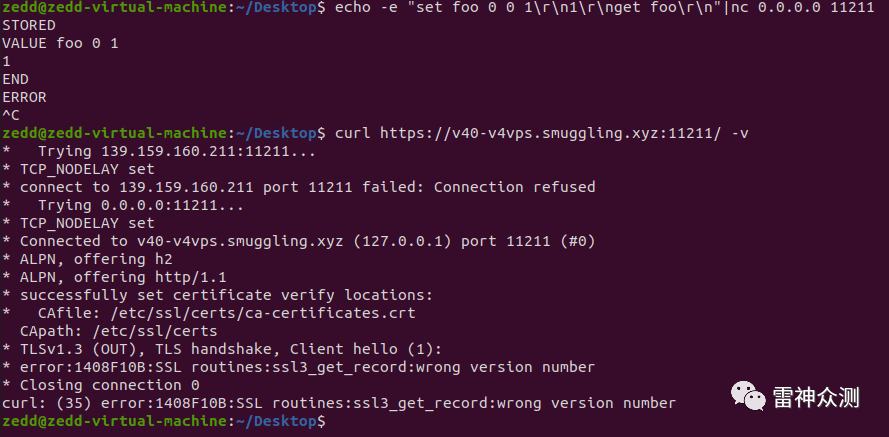 zedd@zedd-virtual-machine:~/Desktop$ echo -e "set foo 0 0 1\r\n1\r\nget foo\r\n"|nc 0.0.0.0 11211
STORED
VALUE foo 0 1
1
END
ERROR
^C
zedd@zedd-virtual-machine:~/Desktop$ curl https://v40-v4vps.smuggling.xyz:11211/ -v
*   Trying 139.159.160.211:11211...
* TCP_NODELAY set
* connect to 139.159.160.211 port 11211 failed: Connection refused
*   Trying 0.0.0.0:11211...
* TCP_NODELAY set
* Connected to v40-v4vps.smuggling.xyz (127.0.0.1) port 11211 (#0)
* ALPN, offering h2
* ALPN, offering http/1.1
* successfully set certificate verify locations:
*   CAfile: /etc/ssl/certs/ca-certificates.crt
  CApath: /etc/ssl/certs
* TLSv1.3 (OUT), TLS handshake, Client hello (1):
* error:1408F10B:SSL routines:ssl3_get_record:wrong version number
* Closing connection 0
curl: (35) error:1408F10B:SSL routines:ssl3_get_record:wrong version number
zedd@zedd-virtual-machine:~/Desktop$
雷神众测